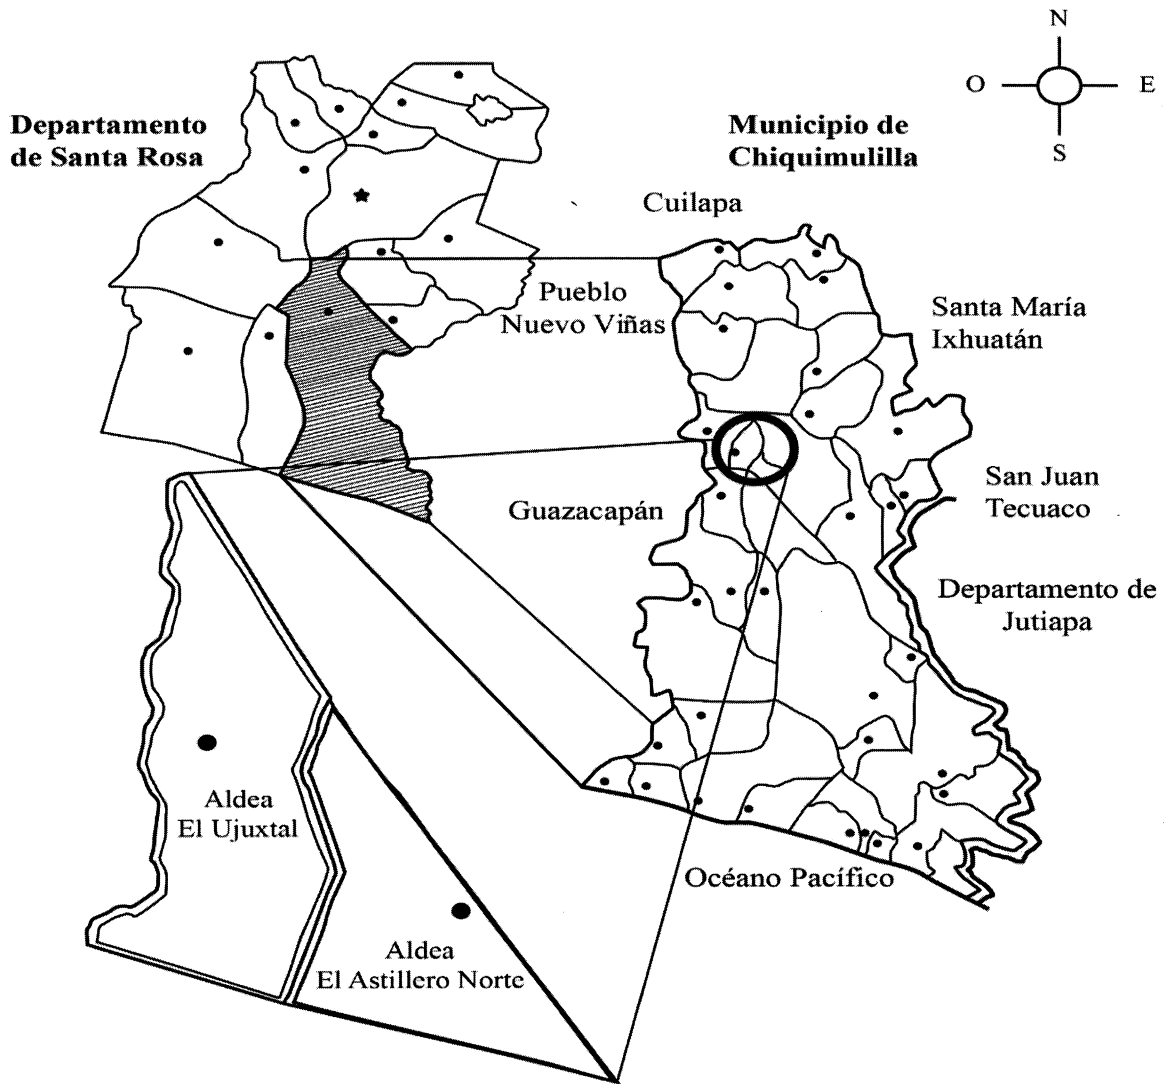 N
O
E
S
Departamento
de Santa Rosa
Municipio de
Chiquimulilla
Cuilapa
Pueblo
Nuevo Viñas
Santa María
Ixhuatán
Guazacapán
San Juan
Tecuaco
Departamento de
Jutiapa
Aldea
El Ujuxtal
Océano Pacífico
Aldea
El Astillero Norte